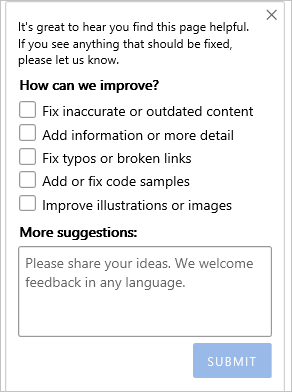 It's great to hear you find this page helpful.
If you see anything that should be fixed,
please let us know.
How can we improve?
Fix inaccurate or outdated content
Add information or more detail
Fix typos or broken links
Add or fix code samples
Improve illustrations or images
More suggestions:
Please share your ideas. We welcome
feedback in any language.
SUBMIT